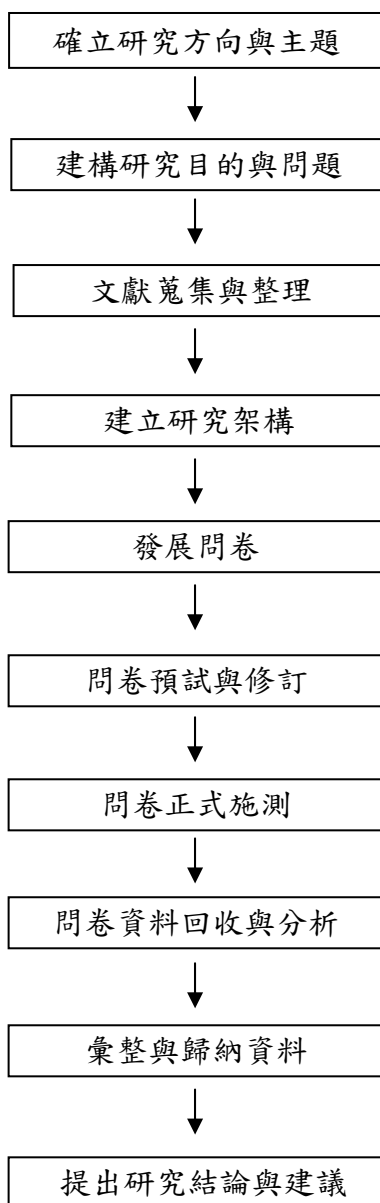 確立研究方向與主題
建構研究目的與問題
文獻蒐集與整理
建立研究架構
發展問卷
問卷預試與修訂
問卷正式施測
問卷資料回收與分析
彙整與歸納資料
提出研究結論與建議